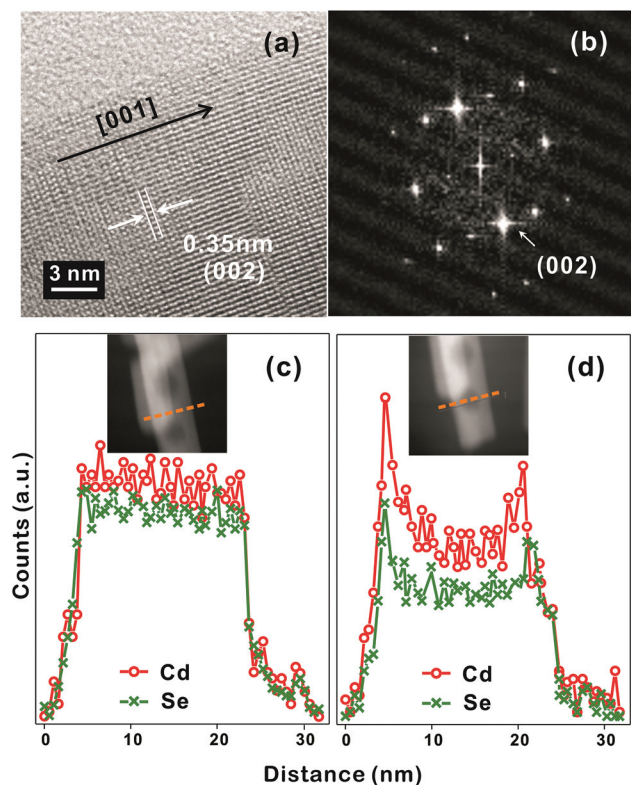 (a)
(b)
[001]
0.35nm
(002)
3 nm
(002)
(c)
(d)
Counts (a.u.)
Cd
Se
Cd
Se
0 10 20 30
0 10 20 30
Distance (nm)